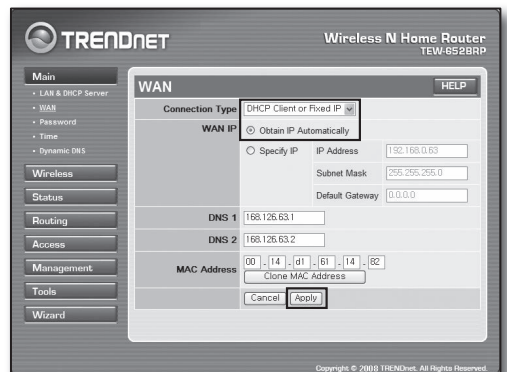 TRENDNET
Wireless N Home Router
TEW-652BRP
Main
• LAN & DHCP Server
• WAN
• Password
• Time
• Dynamic DNS
Wireless
Status
Routing
Access
Management
Tools
Wizard
WAN
HELP
Connection Type DHCP Client or Fixed IP
WAN IP Obtain IP Automatically
Specify IP IP Address 192.168.0.63
Subnet Mask 255.255.255.0
Default Gateway 0.0.0.0
DNS 1 168.126.63.1
DNS 2 168.126.63.2
MAC Address 00 - 14 - d1 - 61 - 14 - 82
Clone MAC Address
Cancel Apply
Copyright © 2008 TRENDnet. All Rights Reserved.